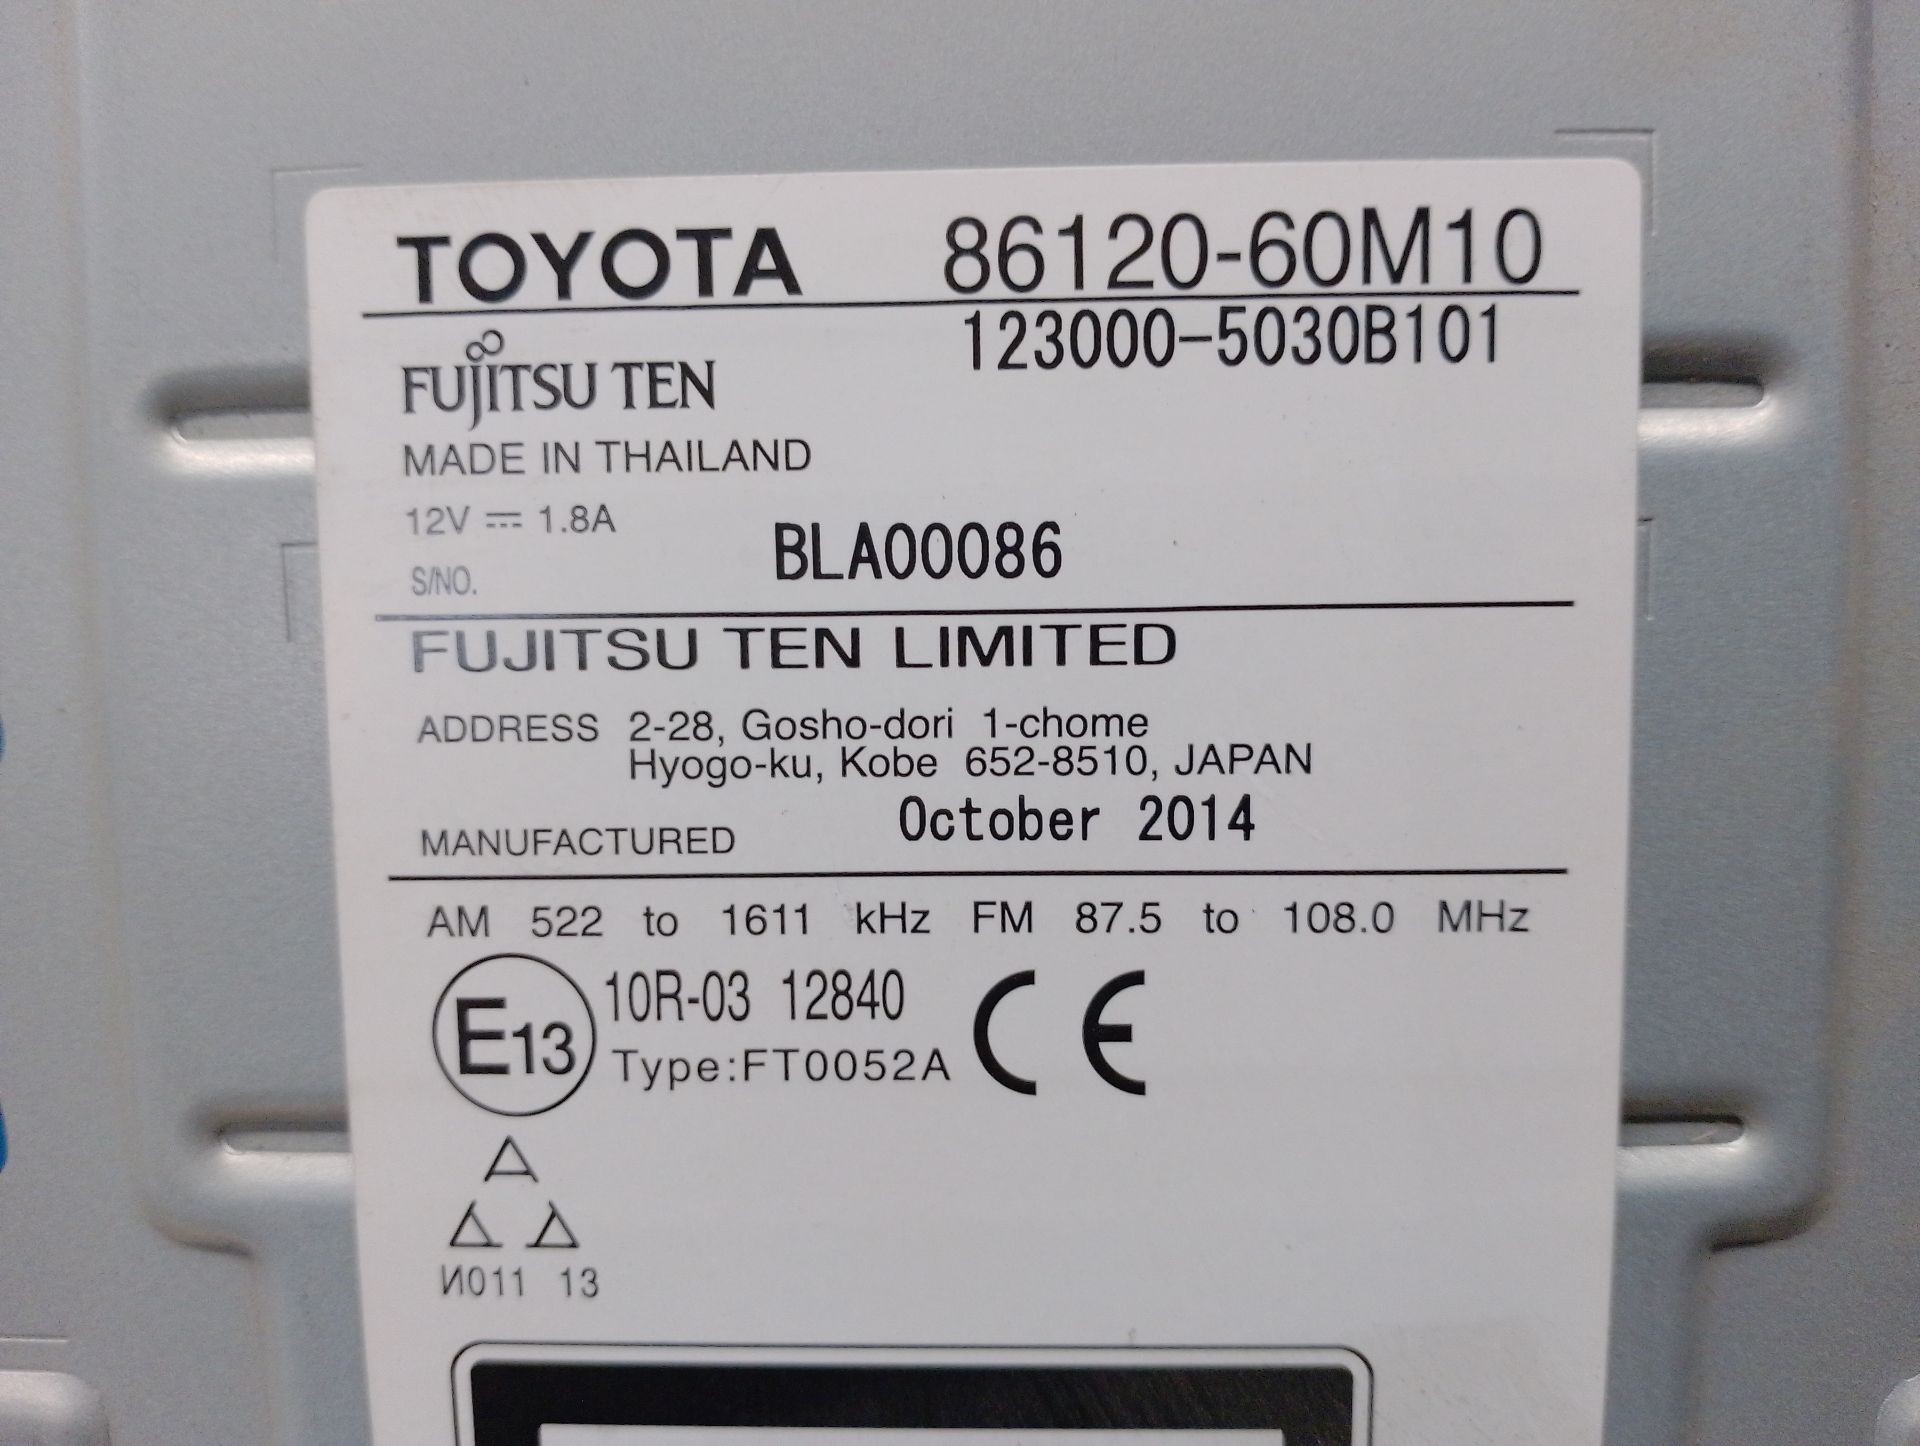 TOYOTA 86120-60M10
123000-5030B101
FUJITSU TEN
MADE IN THAILAND
12V ⎓ 1.8A
S/NO. BLA00086
FUJITSU TEN LIMITED
ADDRESS 2-28, Gosho-dori 1-chome
Hyogo-ku, Kobe 652-8510, JAPAN
MANUFACTURED October 2014
AM 522 to 1611 kHz FM 87.5 to 108.0 MHz
E13 10R-03 12840 CE
Type:FT0052A
И011 13